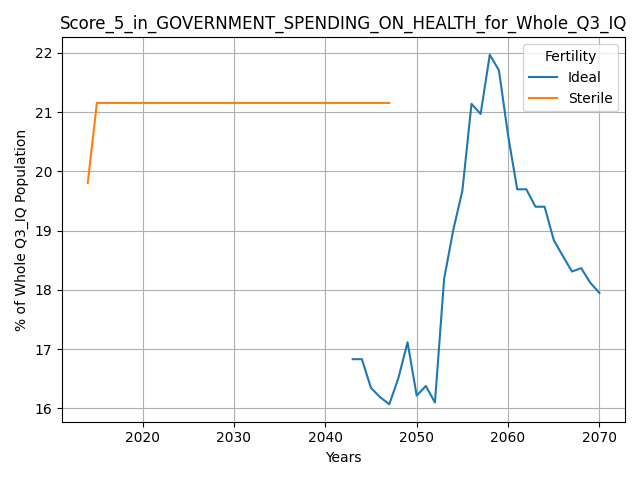 Score_5_in_GOVERNMENT_SPENDING_ON_HEALTH_for_Whole_Q3_IQ
Fertility
Ideal
Sterile
% of Whole Q3_IQ Population
22
21
20
19
18
17
16
2020 2030 2040 2050 2060 2070
Years